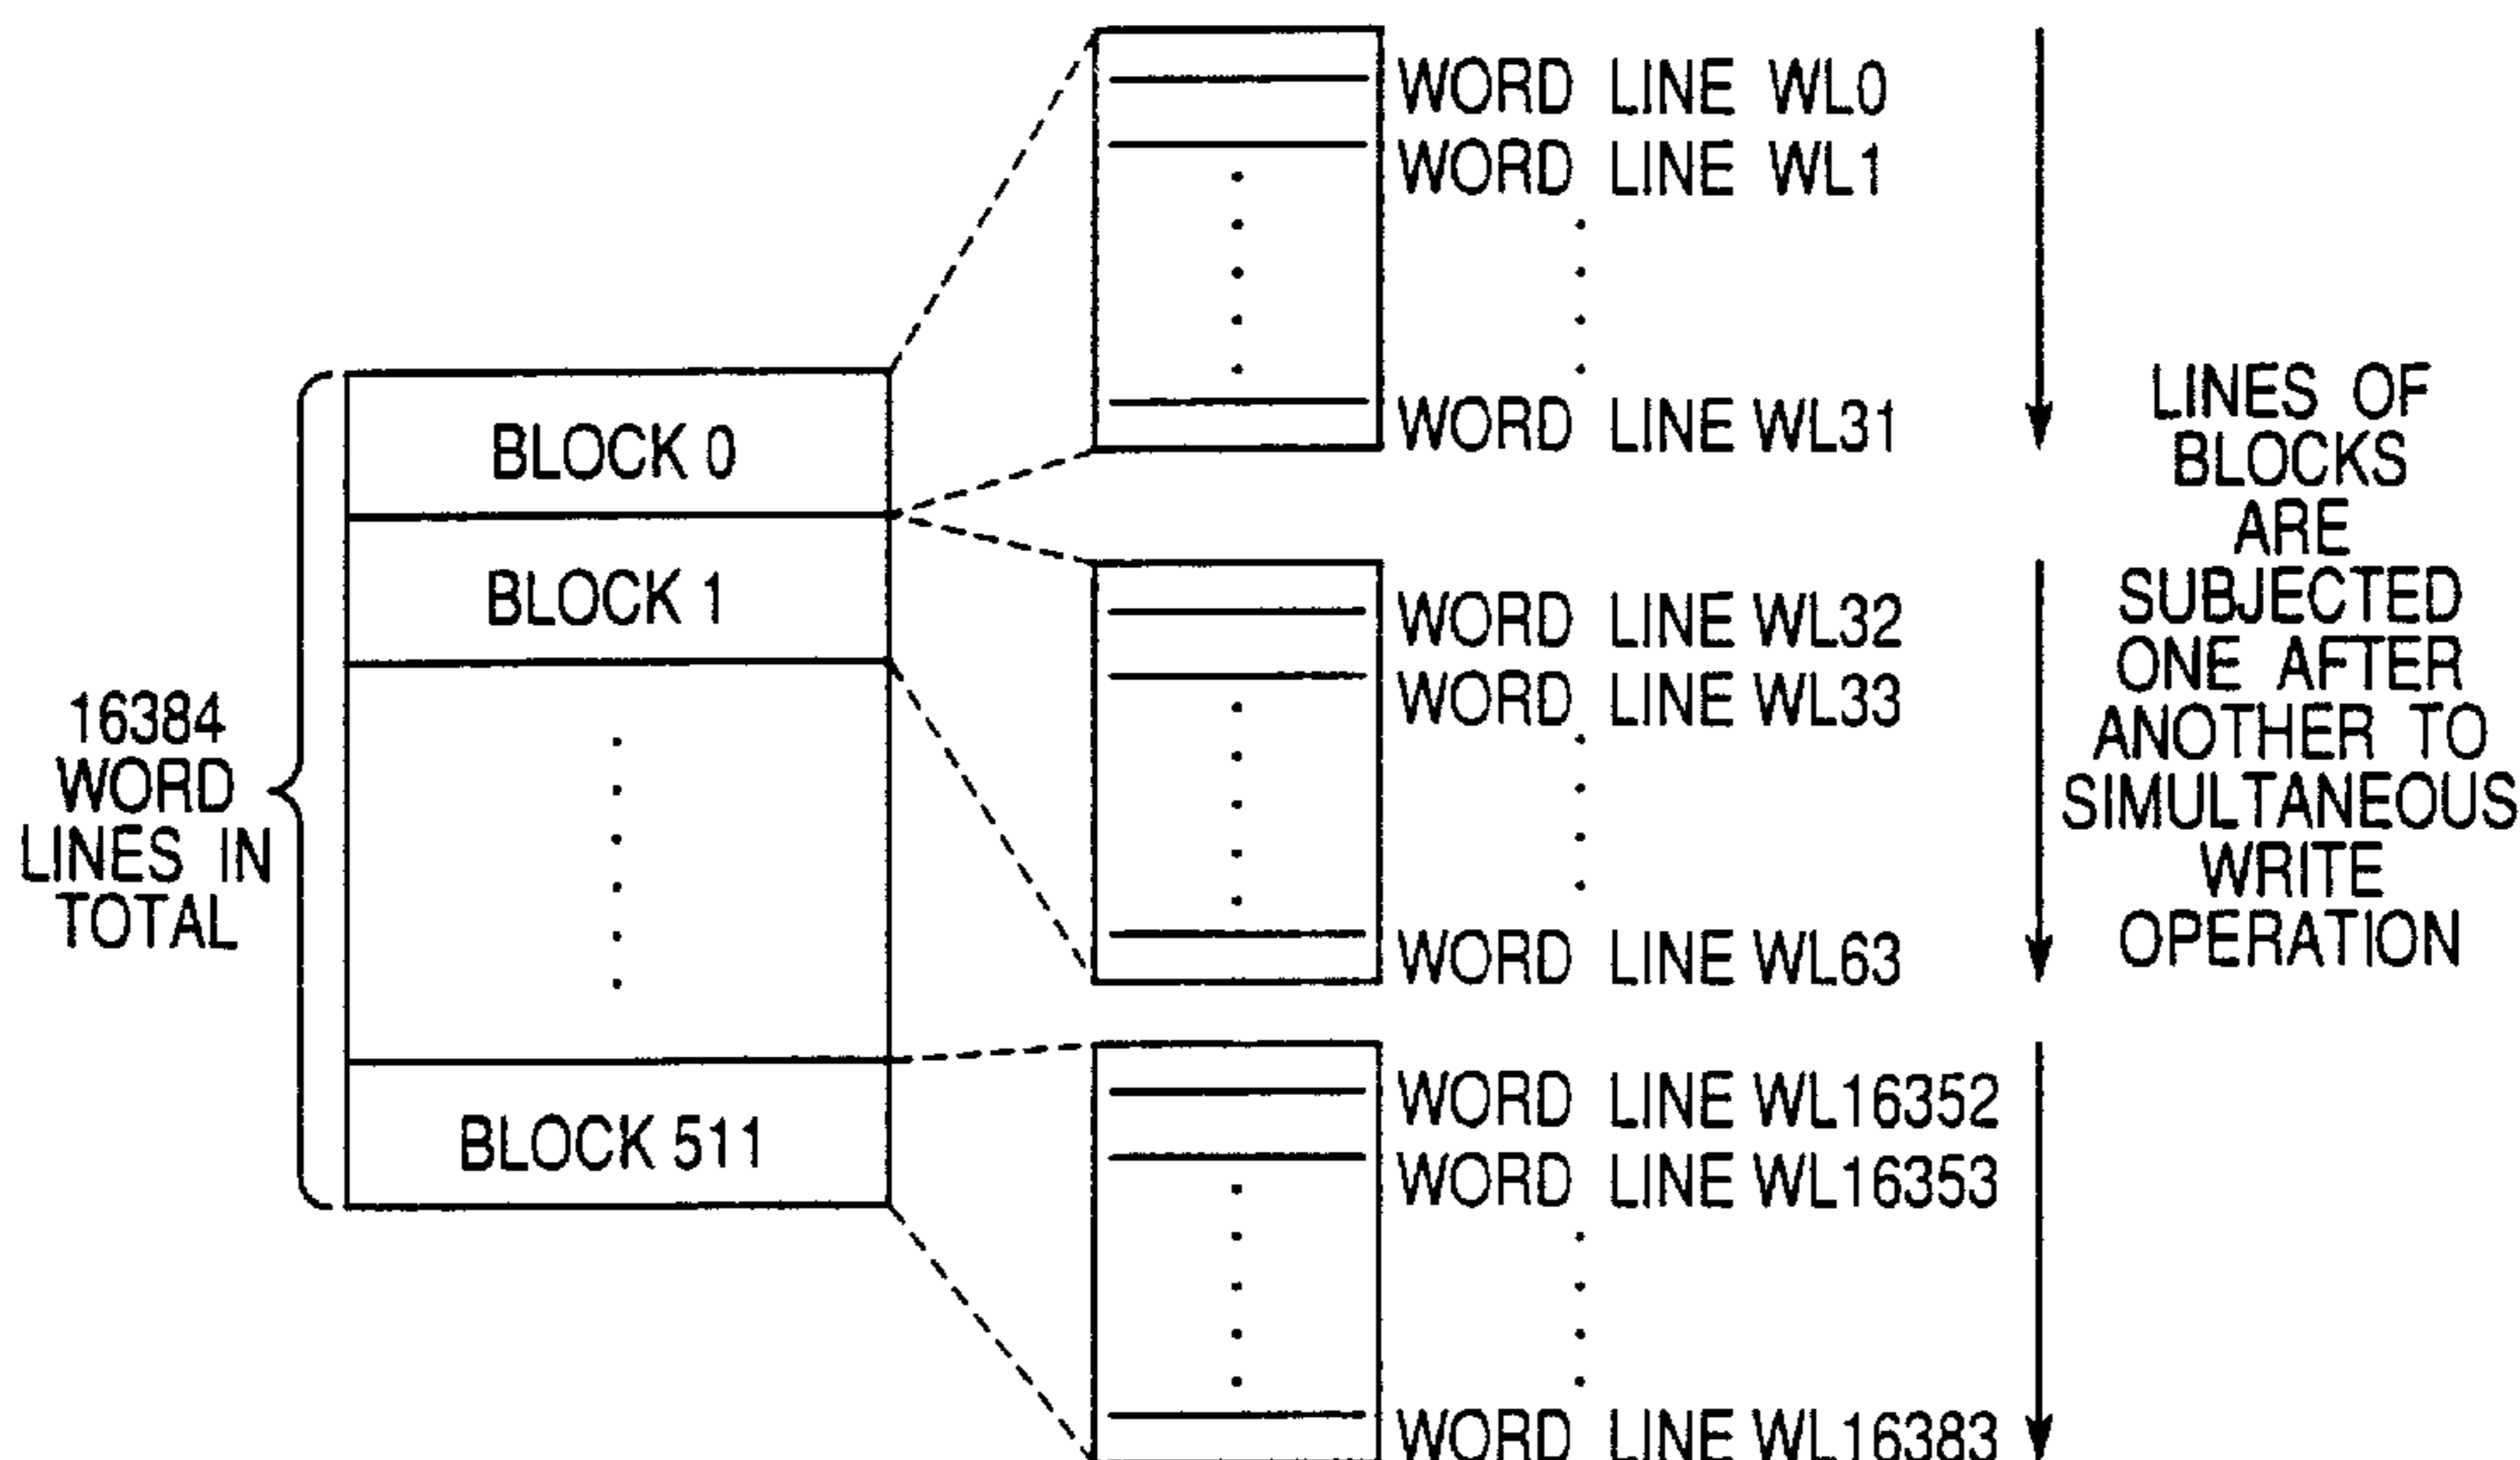 16384
WORD
LINES IN
TOTAL
BLOCK 0
BLOCK 1
BLOCK 511
WORD LINE WL0
WORD LINE WL1
WORD LINE WL31
WORD LINE WL32
WORD LINE WL33
WORD LINE WL63
WORD LINE WL16352
WORD LINE WL16353
WORD LINE WL16383
LINES OF
BLOCKS
ARE
SUBJECTED
ONE AFTER
ANOTHER TO
SIMULTANEOUS
WRITE
OPERATION